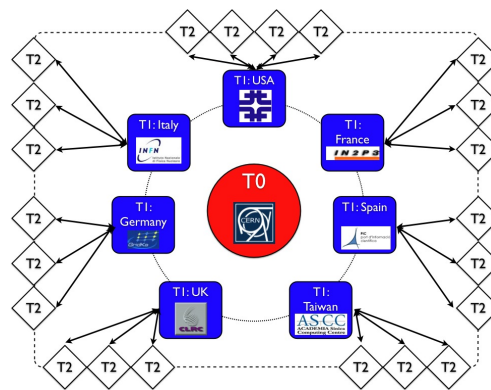 T2 T2 T2 T2
T2
T2
T2
T2
T2
T2
T1: USA
T1: Italy
INFN
T1:
France
IN2P3
T0
CERN
T1:
Germany
T1: Spain
PIC
T2
T2
T2
T2
T2
T2
T1: UK
CLRC
T1:
Taiwan
ASCC
ACADEMIA Sinica
Computing Centre
T2 T2 T2
T2 T2 T2